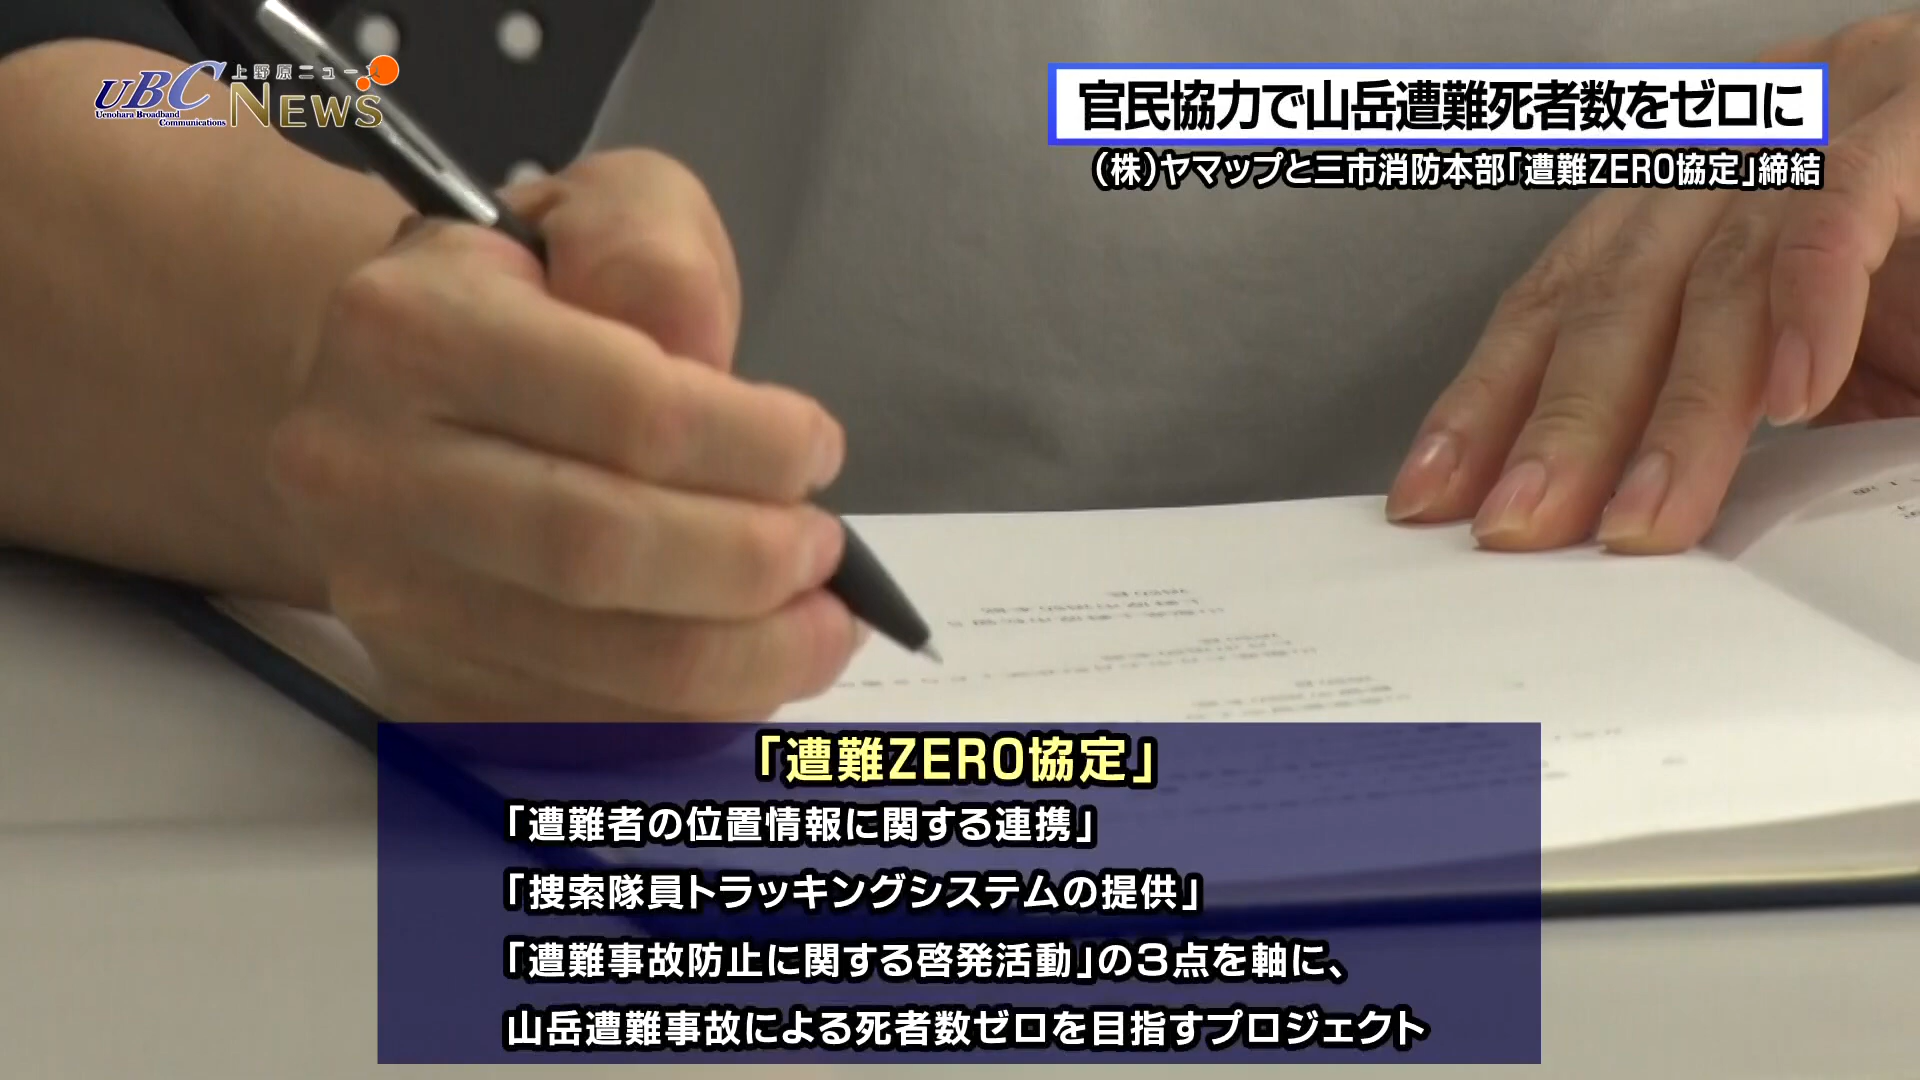 UBC
Uenohara Broadband
Communications
上野原ニュース
NEWS
官民協力で山岳遭難死者数をゼロに
（株）ヤマップと三市消防本部「遭難ZERO協定」締結
「遭難ZERO協定」
「遭難者の位置情報に関する連携」
「捜索隊員トラッキングシステムの提供」
「遭難事故防止に関する啓発活動」の3点を軸に、
山岳遭難事故による死者数ゼロを目指すプロジェクト